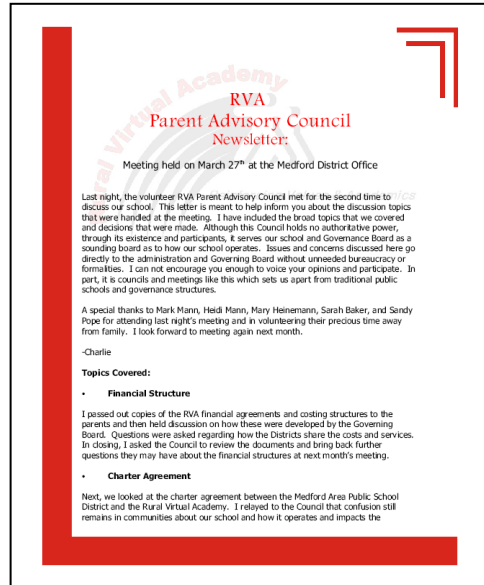 RVA
Parent Advisory Council
Newsletter:
Meeting held on March 27th at the Medford District Office
Last night, the volunteer RVA Parent Advisory Council met for the second time to
discuss our school. This letter is meant to help inform you about the discussion topics
that were handled at the meeting. I have included the broad topics that we covered
and decisions that were made. Although this Council holds no authoritative power,
through its existence and participants, it serves our school and Governance Board as a
sounding board as to how our school operates. Issues and concerns discussed here go
directly to the administration and Governing Board without unneeded bureaucracy or
formalities. I can not encourage you enough to voice your opinions and participate. In
part, it is councils and meetings like this which sets us apart from traditional public
schools and governance structures.
A special thanks to Mark Mann, Heidi Mann, Mary Heinemann, Sarah Baker, and Sandy
Pope for attending last night's meeting and in volunteering their precious time away
from family. I look forward to meeting again next month.
-Charlie
Topics Covered:
• Financial Structure
I passed out copies of the RVA financial agreements and costing structures to the
parents and then held discussion on how these were developed by the Governing
Board. Questions were asked regarding how the Districts share the costs and services.
In closing, I asked the Council to review the documents and bring back further
questions they may have about the financial structures at next month's meeting.
• Charter Agreement
Next, we looked at the charter agreement between the Medford Area Public School
District and the Rural Virtual Academy. I relayed to the Council that confusion still
remains in communities about our school and how it operates and impacts the
Rural Virtual Academy